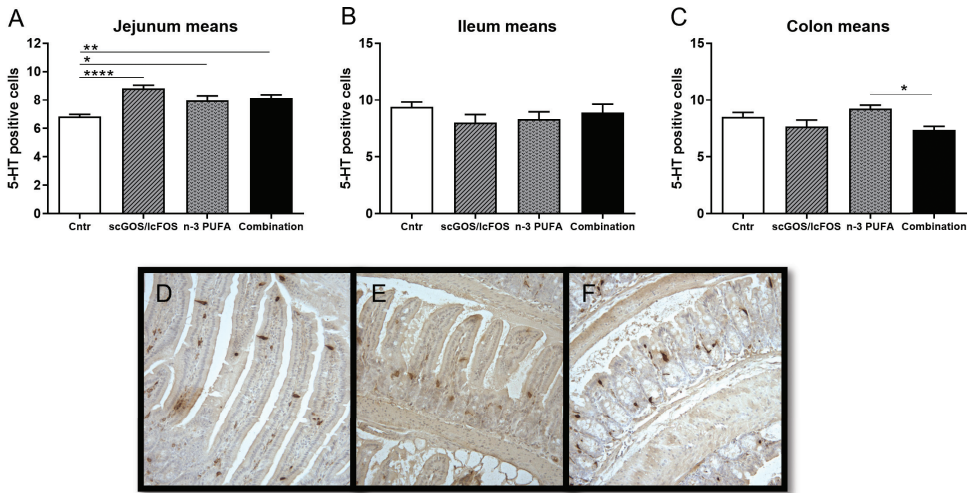 A
Jejunum means
5-HT positive cells
12
10
8
6
4
2
0
**
*
****
Cntr scGOS/lcFOS n-3 PUFA Combination
B
Ileum means
5-HT positive cells
15
10
5
0
Cntr scGOS/lcFOS n-3 PUFA Combination
C
Colon means
5-HT positive cells
15
10
5
0
*
Cntr scGOS/lcFOS n-3 PUFA Combination
D
E
F